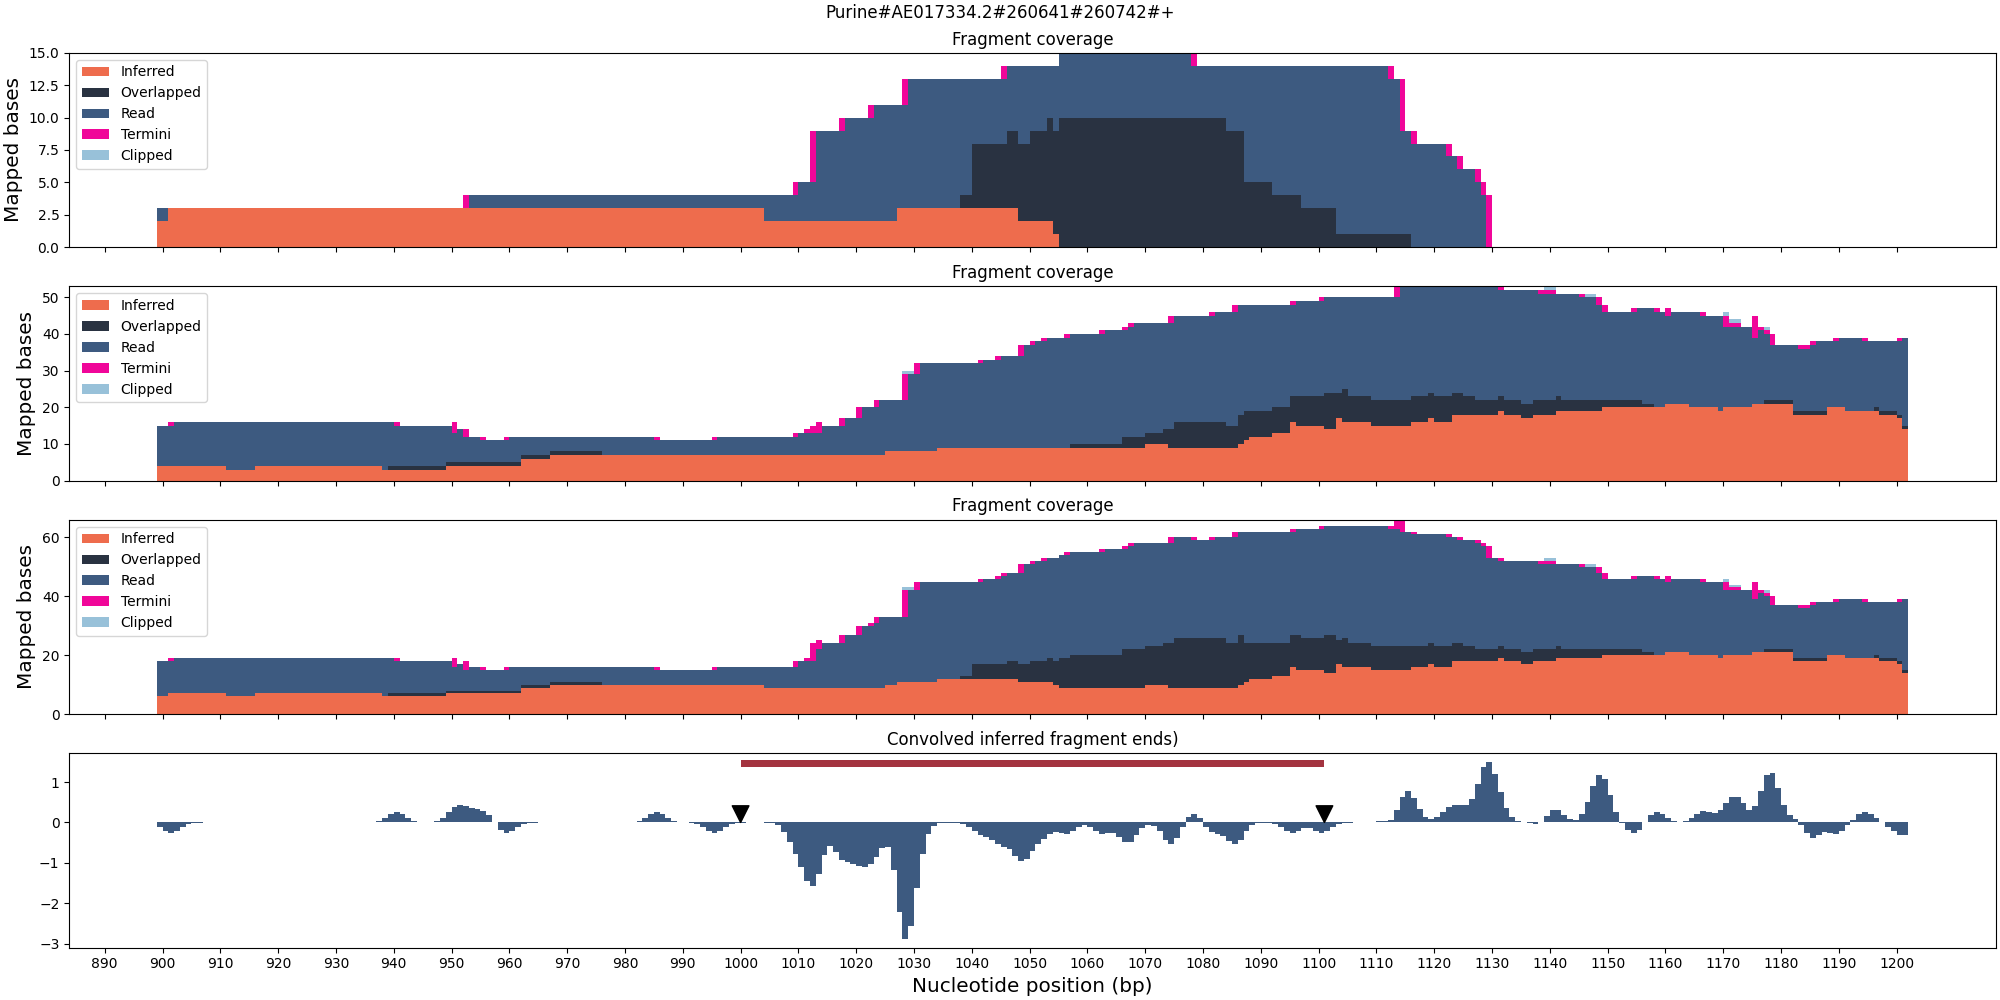 Purine#AE017334.2#260641#260742#+
Fragment coverage
Mapped bases
15.0
12.5
10.0
7.5
5.0
2.5
0.0
Inferred
Overlapped
Read
Termini
Clipped
Fragment coverage
Mapped bases
50
40
30
20
10
0
Inferred
Overlapped
Read
Termini
Clipped
Fragment coverage
Mapped bases
60
40
20
0
Inferred
Overlapped
Read
Termini
Clipped
Convolved inferred fragment ends)
1
0
−1
−2
−3
890 900 910 920 930 940 950 960 970 980 990 1000 1010 1020 1030 1040 1050 1060 1070 1080 1090 1100 1110 1120 1130 1140 1150 1160 1170 1180 1190 1200
Nucleotide position (bp)